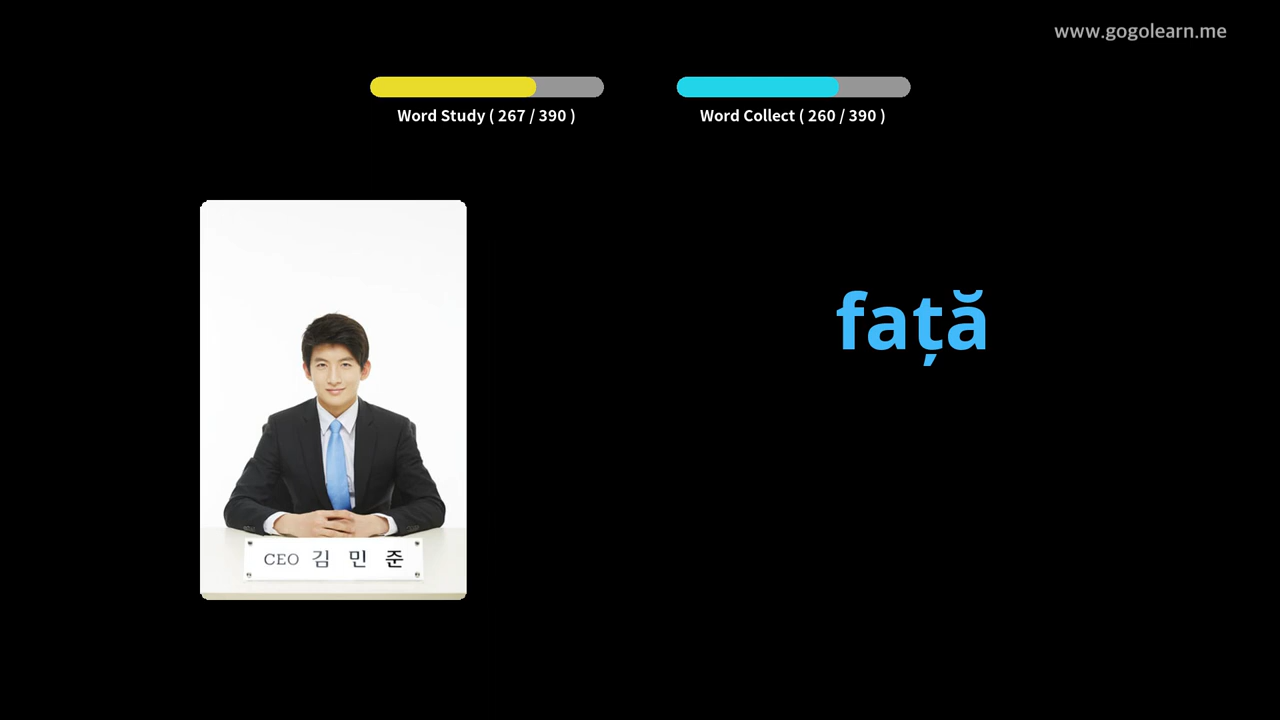 www.gogolearn.me
Word Study ( 267 / 390 )
Word Collect ( 260 / 390 )
față
CEO 김 민 준